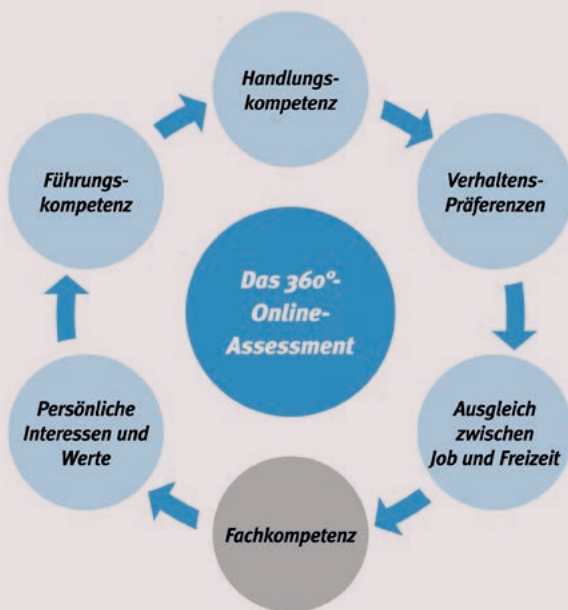 Handlungs-
kompetenz
Führungs-
kompetenz
Verhaltens-
Präferenzen
Das 360°-
Online-
Assessment
Persönliche
Interessen und
Werte
Ausgleich
zwischen
Job und Freizeit
Fachkompetenz